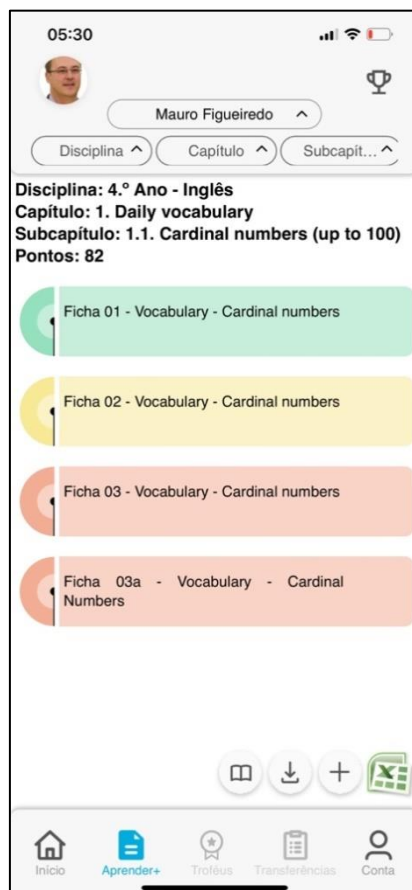 05:30
Mauro Figueiredo
Disciplina Capítulo Subcapít...
Disciplina: 4.º Ano - Inglês
Capítulo: 1. Daily vocabulary
Subcapítulo: 1.1. Cardinal numbers (up to 100)
Pontos: 82
Ficha 01 - Vocabulary - Cardinal numbers
Ficha 02 - Vocabulary - Cardinal numbers
Ficha 03 - Vocabulary - Cardinal numbers
Ficha 03a - Vocabulary - Cardinal
Numbers
Início Aprender+ Troféus Transferências Conta